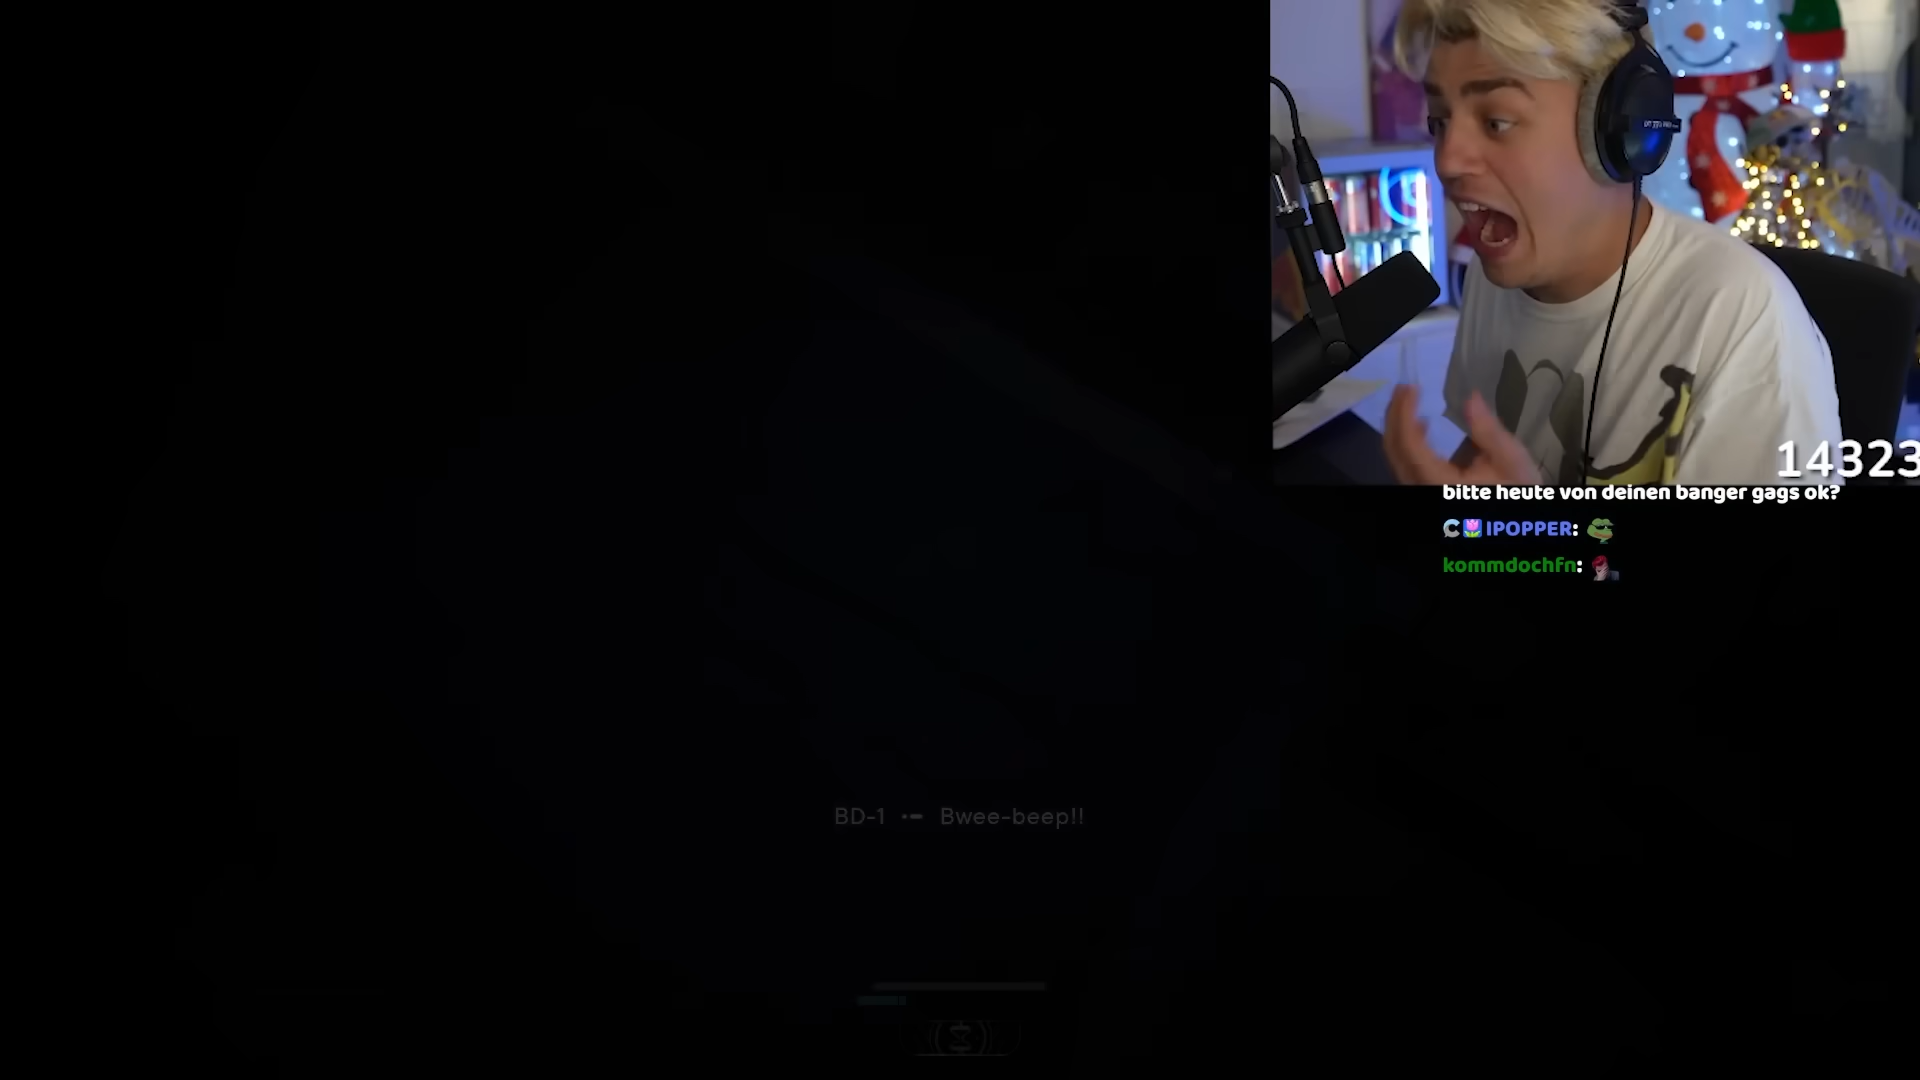 14323
bitte heute von deinen banger gags ok?
IPOPPER:
kommdochfn:
BD-1 Bwee-beep!!